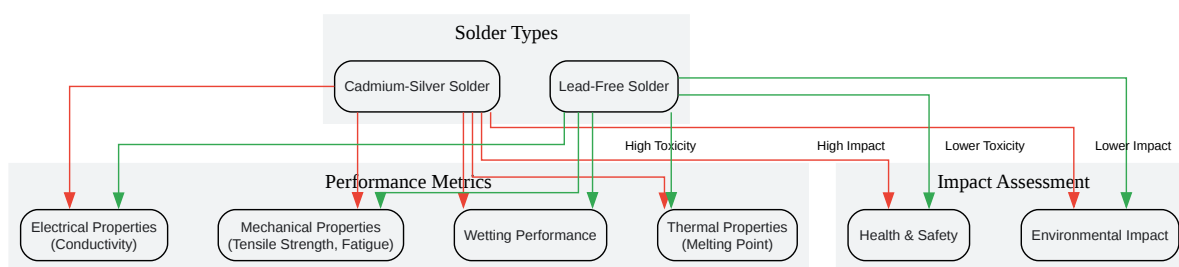 Solder Types
Cadmium-Silver Solder
Lead-Free Solder
High Toxicity
High Impact
Lower Toxicity
Lower Impact
Performance Metrics
Impact Assessment
Electrical Properties
(Conductivity)
Mechanical Properties
(Tensile Strength, Fatigue)
Wetting Performance
Thermal Properties
(Melting Point)
Health & Safety
Environmental Impact